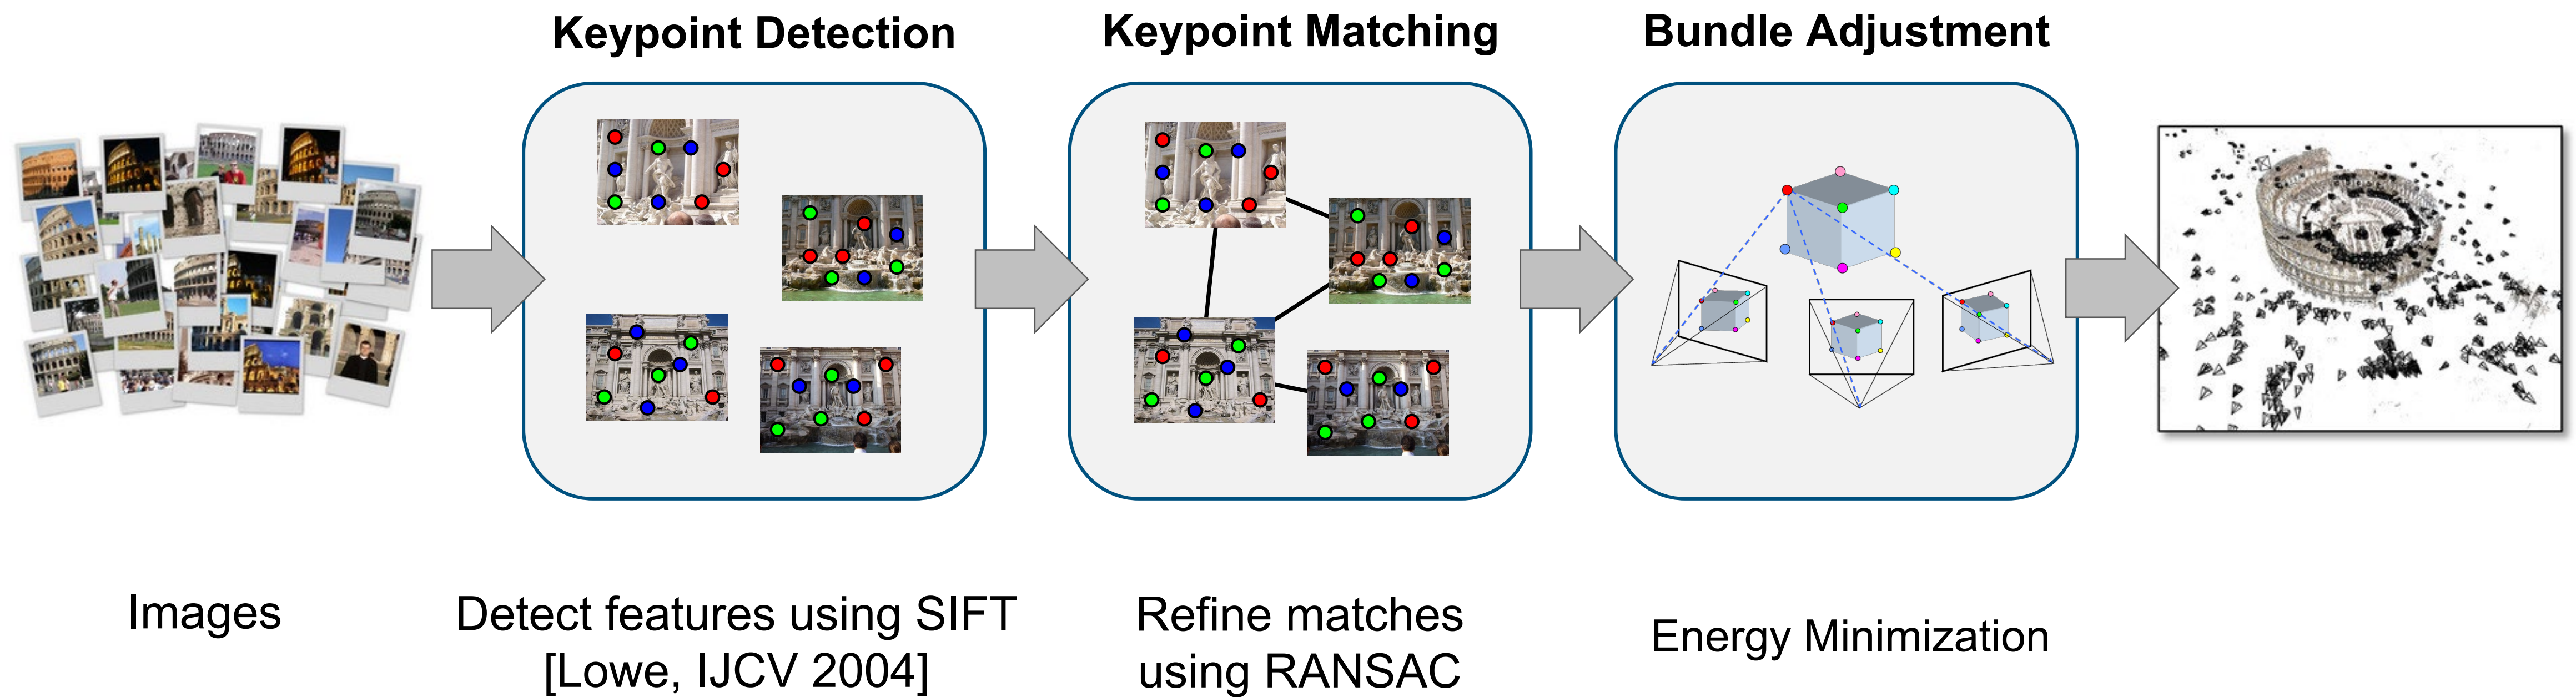 Keypoint Detection
Keypoint Matching
Bundle Adjustment
Images
Detect features using SIFT
[Lowe, IJCV 2004]
Refine matches
using RANSAC
Energy Minimization